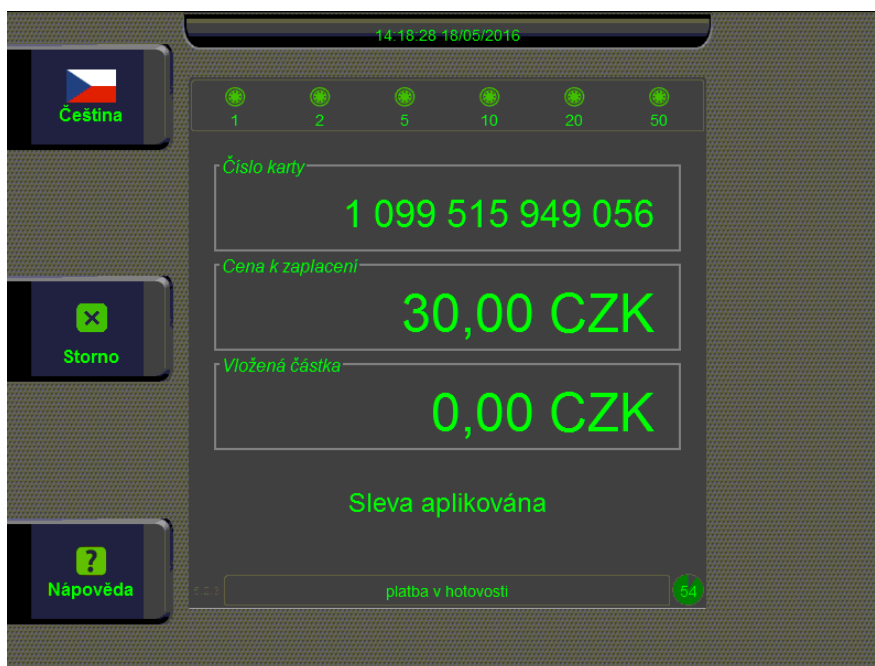 14:18:28 18/05/2016
Čeština
1 2 5 10 20 50
Číslo karty
1 099 515 949 056
Cena k zaplacení
30,00 CZK
Storno
Vložená částka
0,00 CZK
Sleva aplikována
Nápověda
platba v hotovosti
54